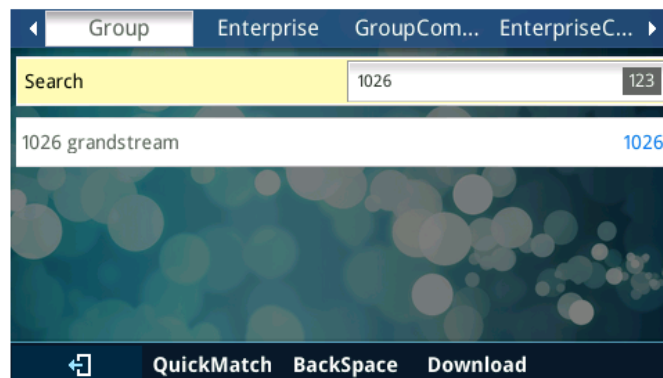 Group Enterprise GroupCom... EnterpriseC...
Search 1026 123
1026 grandstream 1026
QuickMatch BackSpace Download